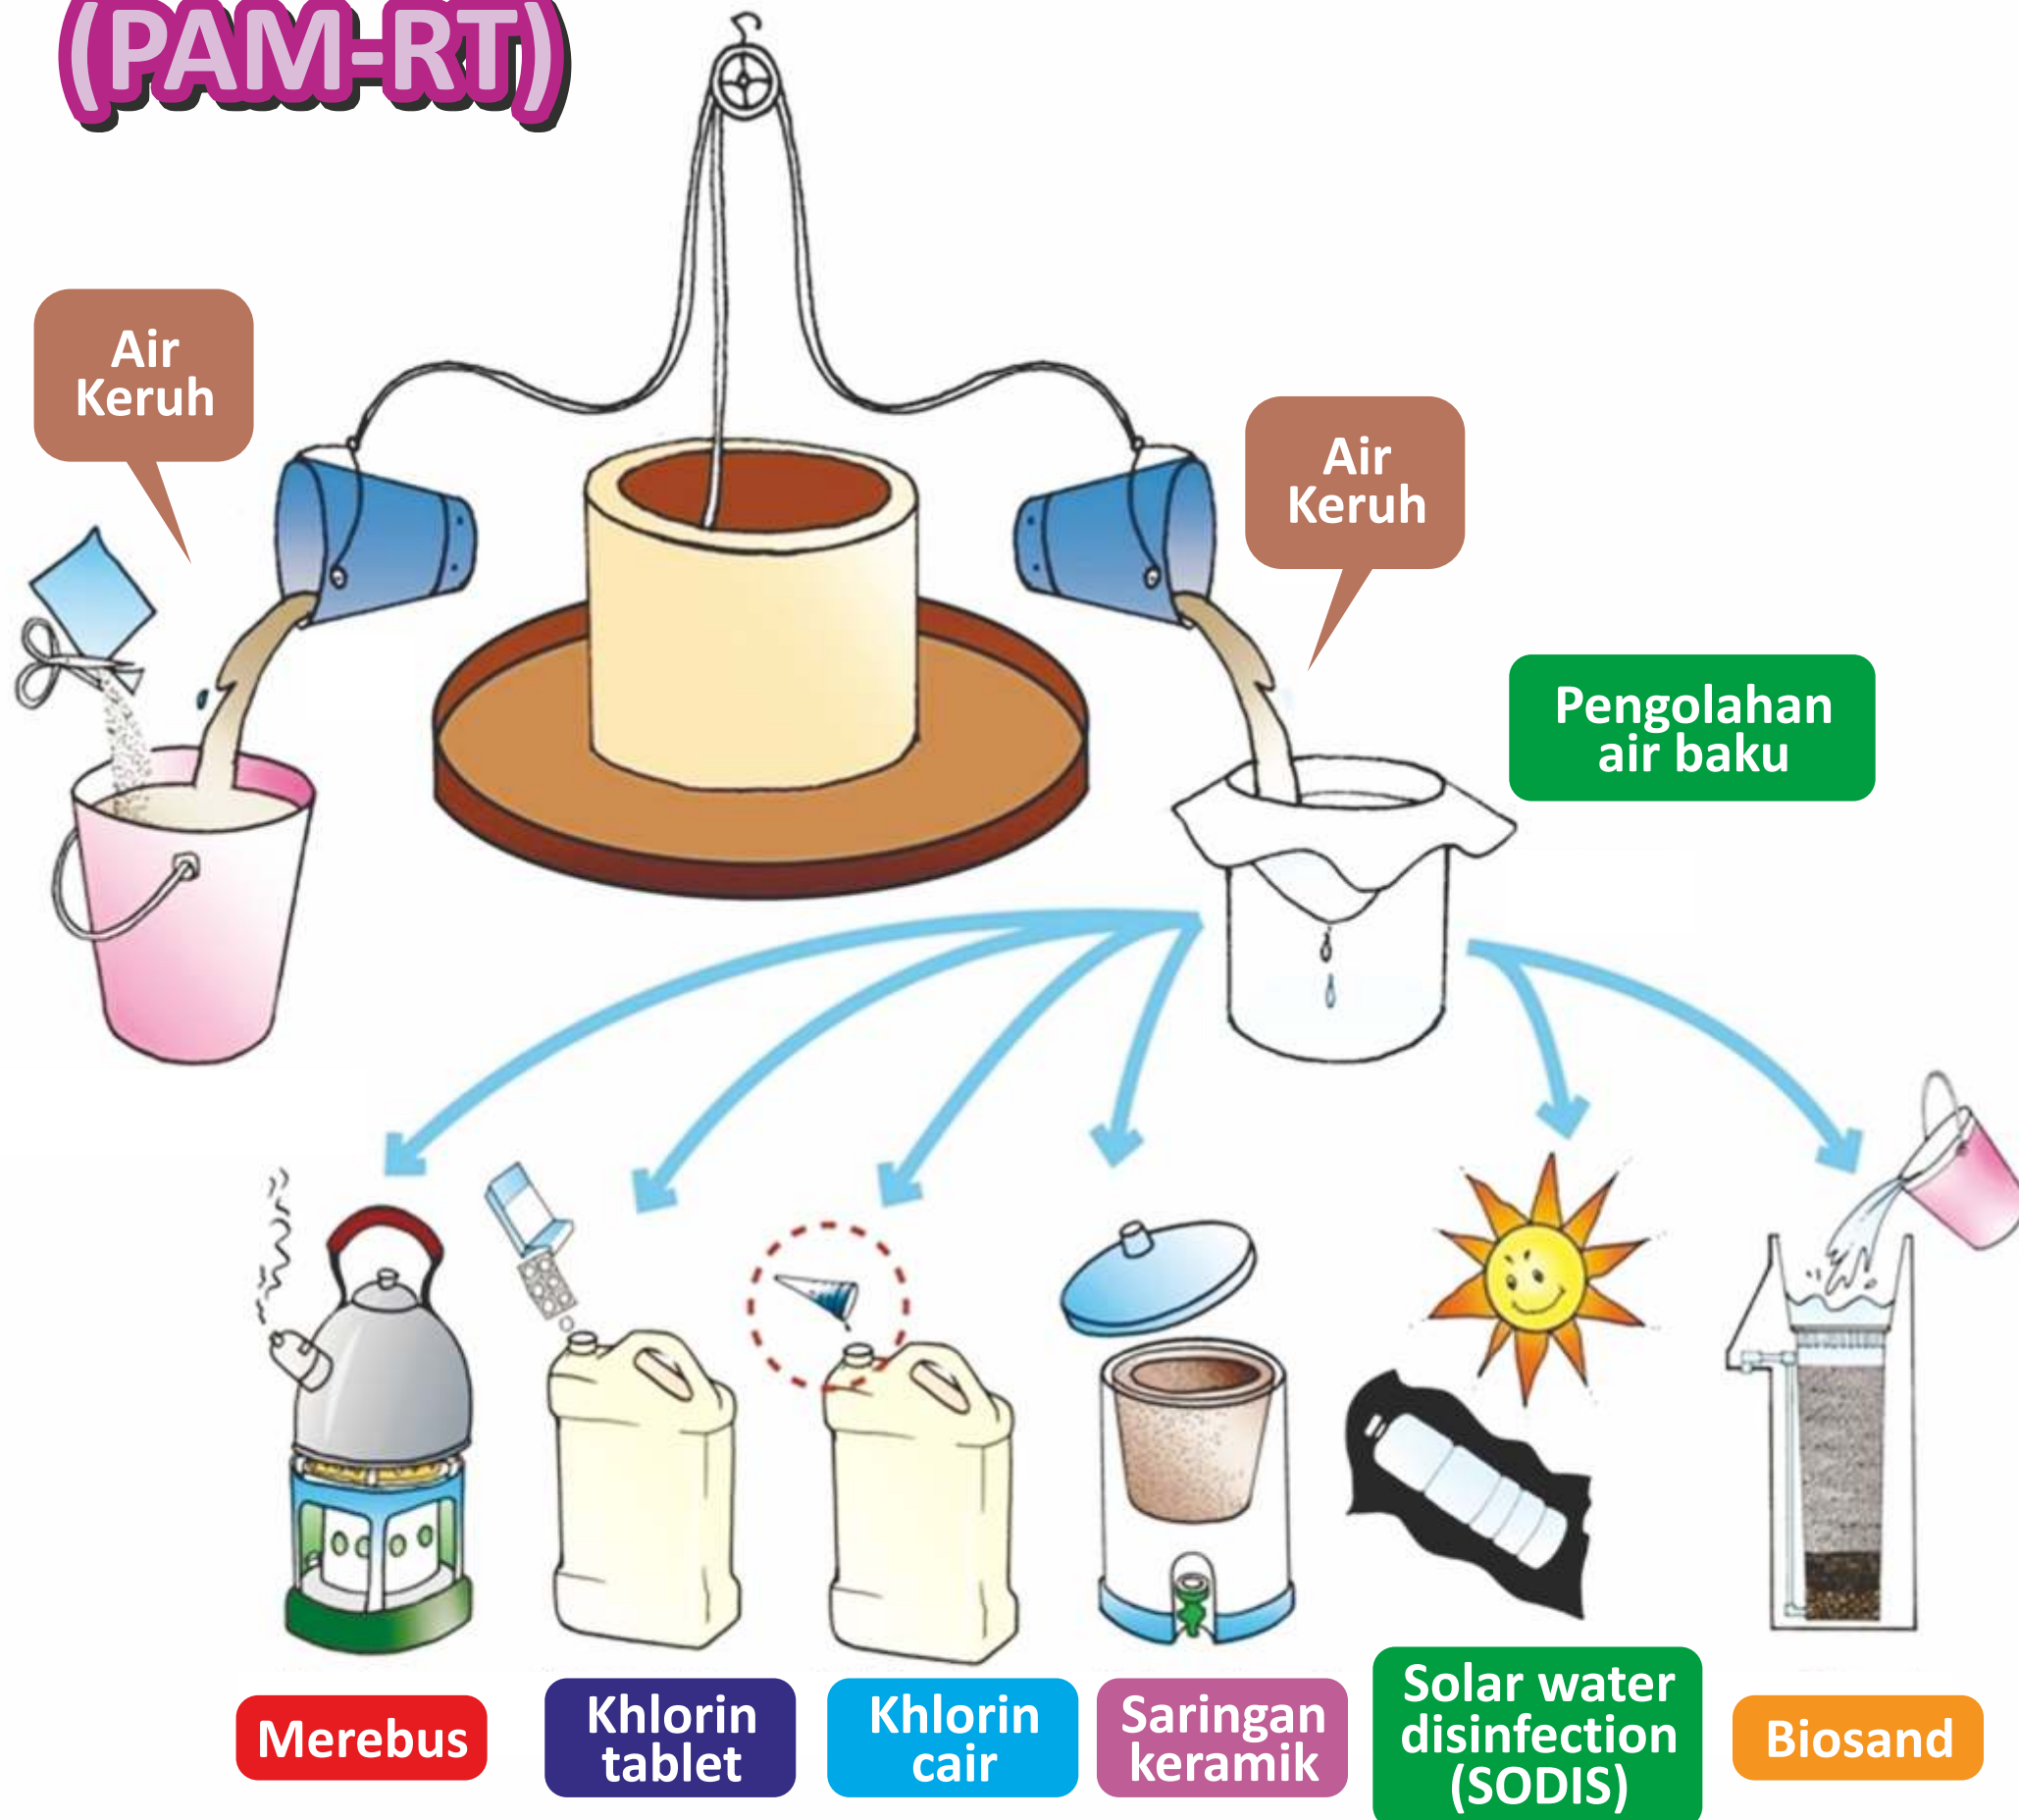 (PAM-RT)
Air
Keruh
Air
Keruh
Pengolahan
air baku
Merebus
Khlorin
tablet
Khlorin
cair
Saringan
keramik
Solar water
disinfection
(SODIS)
Biosand